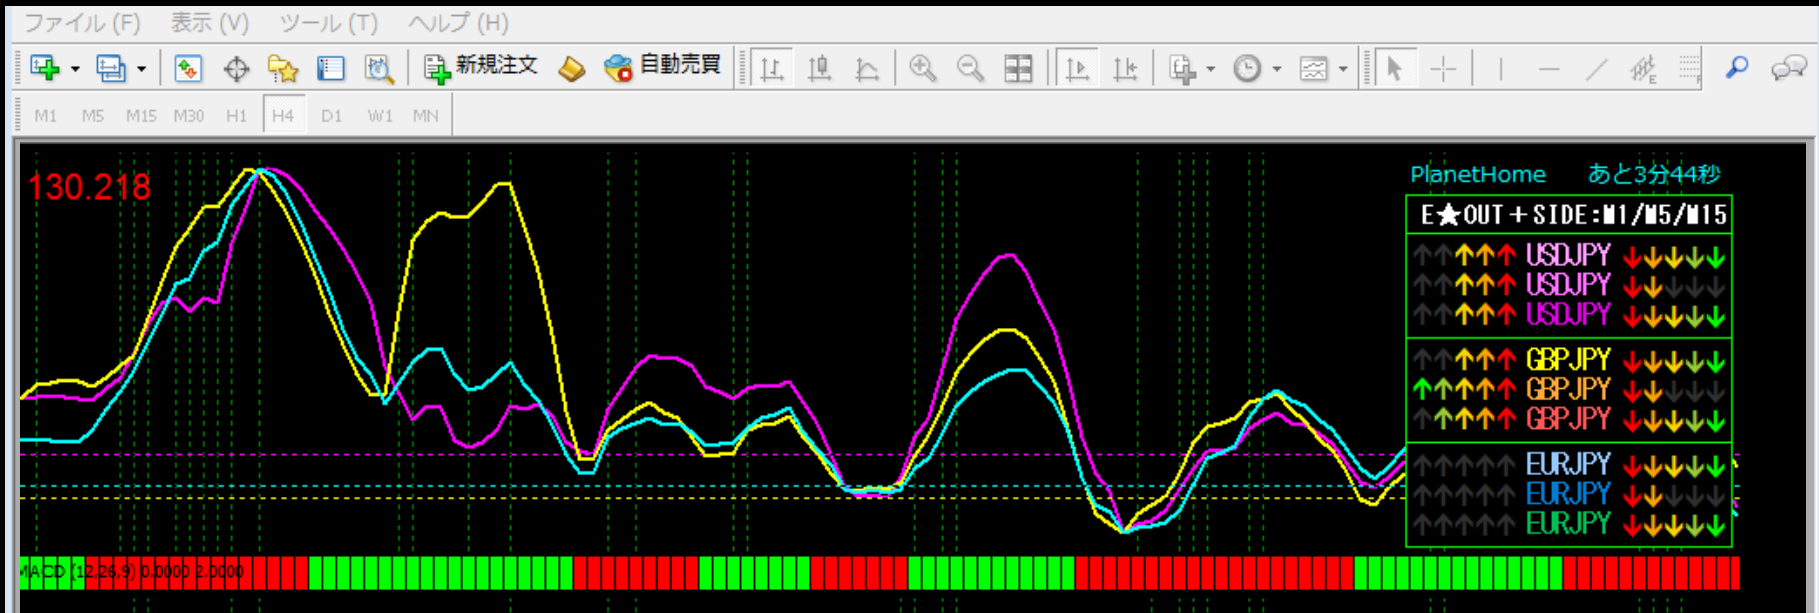 ファイル (F) 表示 (V) ツール (T) ヘルプ (H)
新規注文 自動売買
M1 M5 M15 M30 H1 H4 D1 W1 MN
130.218
PlanetHome あと3分44秒
E★OUT+SIDE:M1/M5/M15
↑↑↑↑↑ USDJPY ↓↓↓↓↓
↑↑↑↑↑ USDJPY ↓↓↓↓↓
↑↑↑↑↑ USDJPY ↓↓↓↓↓
↑↑↑↑↑ GBPJPY ↓↓↓↓↓
↑↑↑↑↑ GBPJPY ↓↓↓↓↓
↑↑↑↑↑ GBPJPY ↓↓↓↓↓
↑↑↑↑↑ EURJPY ↓↓↓↓↓
↑↑↑↑↑ EURJPY ↓↓↓↓↓
↑↑↑↑↑ EURJPY ↓↓↓↓↓
MACD (12,26,9) 0.0000 2.0000